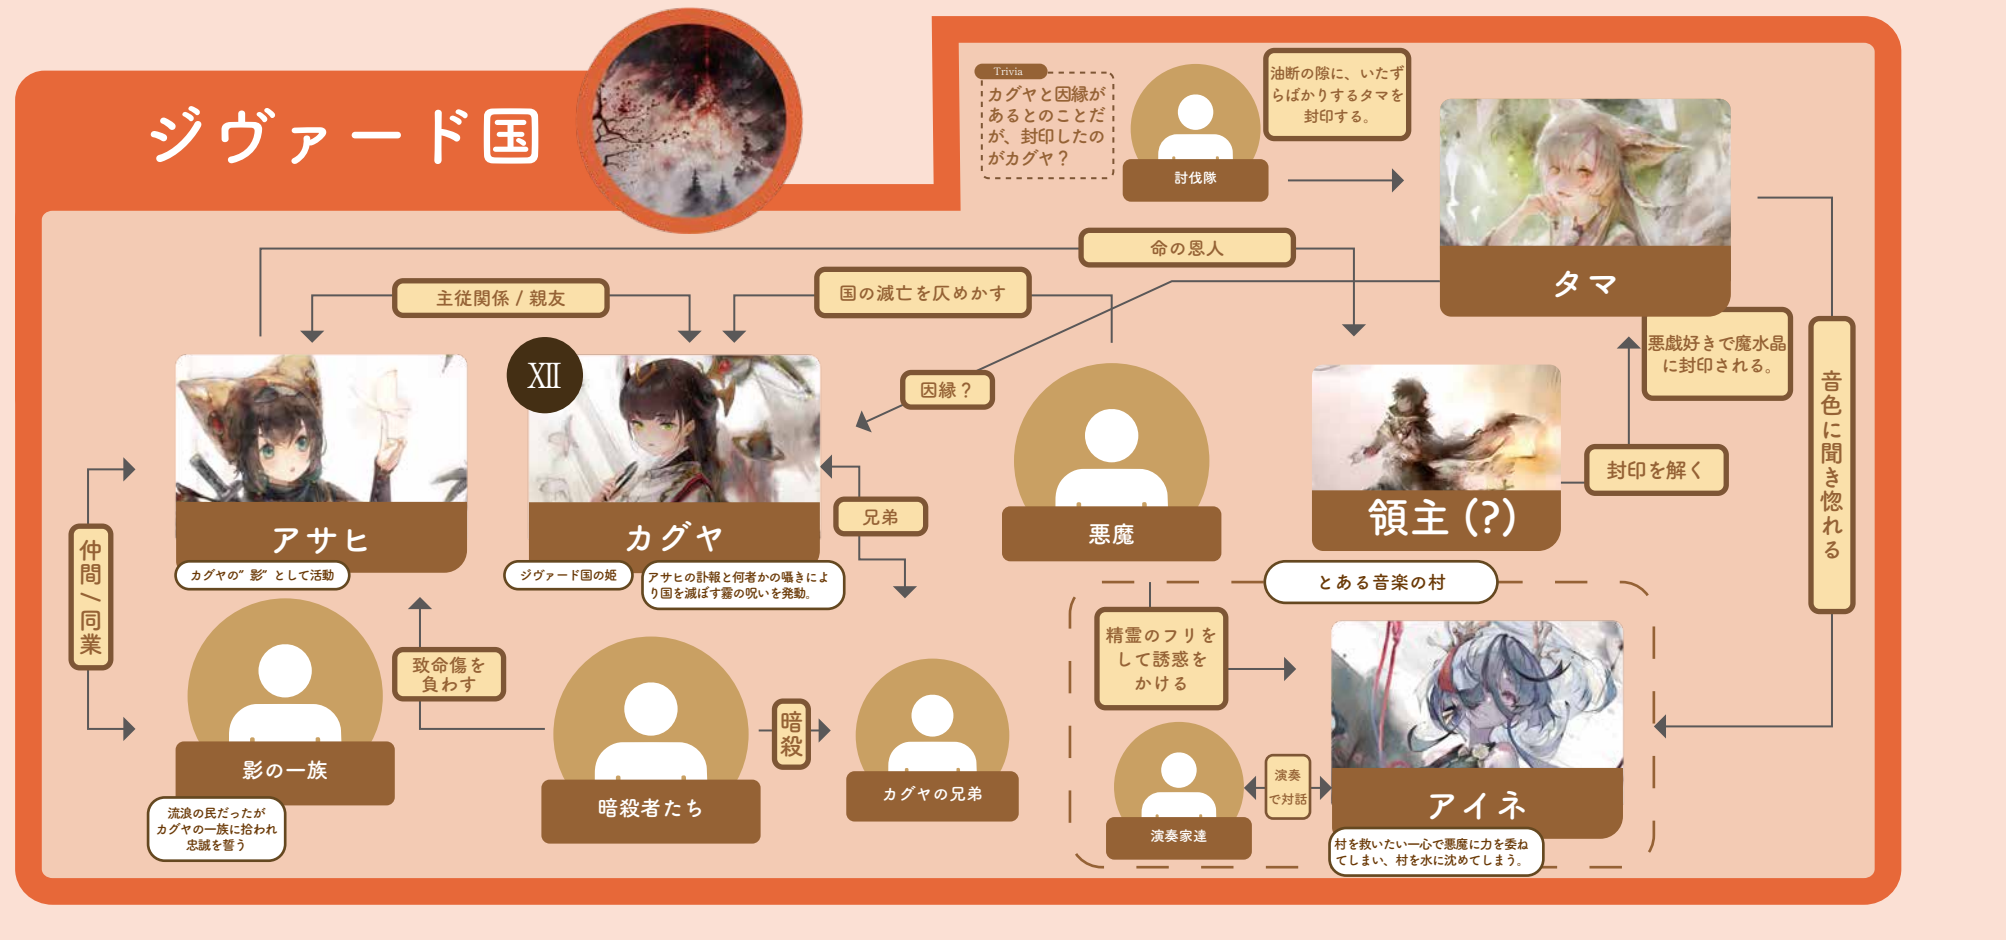 ジヴァード国
Trivia
カグヤと因縁が
あるとのことだ
が、封印したの
がカグヤ？
討伐隊
油断の隙に、いたず
らばかりするタマを
封印する。
タマ
悪戯好きで魔水晶
に封印される。
命の恩人
主従関係 / 親友
国の滅亡を仄めかす
因縁？
音色に聞き惚れる
アサヒ
カグヤの”影”として活動
XII
カグヤ
ジヴァード国の姫
アサヒの訃報と何者かの囁きによ
り国を滅ぼす霧の呪いを発動。
兄弟
悪魔
領主 (?)
封印を解く
仲間/同業
影の一族
流浪の民だったが
カグヤの一族に拾われ
忠誠を誓う
致命傷を
負わす
暗殺者たち
暗殺
カグヤの兄弟
とある音楽の村
精霊のフリを
して誘惑を
かける
演奏家達
演奏
で対話
アイネ
村を救いたい一心で悪魔に力を委ね
てしまい、村を水に沈めてしまう。